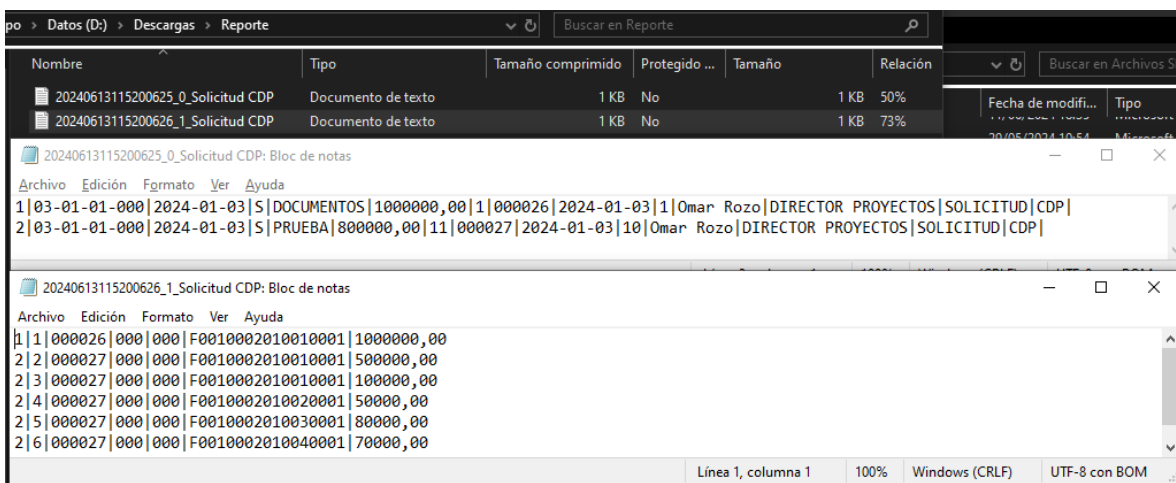 po > Datos (D:) > Descargas > Reporte
Buscar en Reporte
Nombre Tipo Tamaño comprimido Protegido ... Tamaño Relación
20240613115200625_0_Solicitud CDP Documento de texto 1 KB No 1 KB 50%
20240613115200626_1_Solicitud CDP Documento de texto 1 KB No 1 KB 73%
Buscar en Archivos S
Fecha de modifi... Tipo
29/05/2024 10:54 Microsoft
20240613115200625_0_Solicitud CDP: Bloc de notas
Archivo Edición Formato Ver Ayuda
1|03-01-01-000|2024-01-03|S|DOCUMENTOS|1000000,00|1|000026|2024-01-03|1|Omar Rozo|DIRECTOR PROYECTOS|SOLICITUD|CDP|
2|03-01-01-000|2024-01-03|S|PRUEBA|800000,00|11|000027|2024-01-03|10|Omar Rozo|DIRECTOR PROYECTOS|SOLICITUD|CDP|
20240613115200626_1_Solicitud CDP: Bloc de notas
Archivo Edición Formato Ver Ayuda
1|1|000026|000|000|F0010002010010001|1000000,00
2|2|000027|000|000|F0010002010010001|500000,00
2|3|000027|000|000|F0010002010010001|100000,00
2|4|000027|000|000|F0010002010020001|50000,00
2|5|000027|000|000|F0010002010030001|80000,00
2|6|000027|000|000|F0010002010040001|70000,00
Línea 1, columna 1 100% Windows (CRLF) UTF-8 con BOM